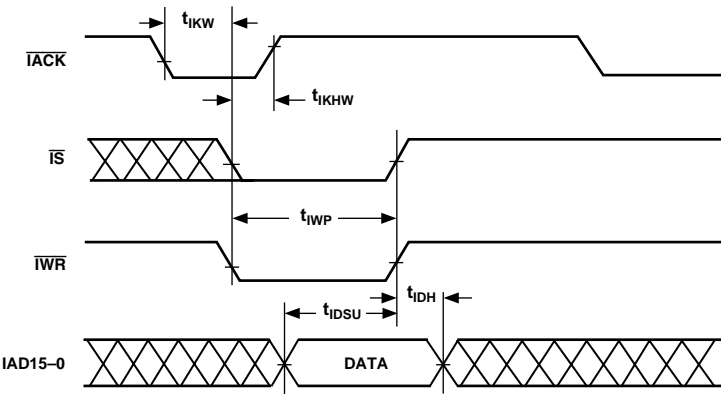 tIKW
IACK
tIKHW
IS
tIWP
IWR
tIDH
tIDSU
IAD15–0
DATA